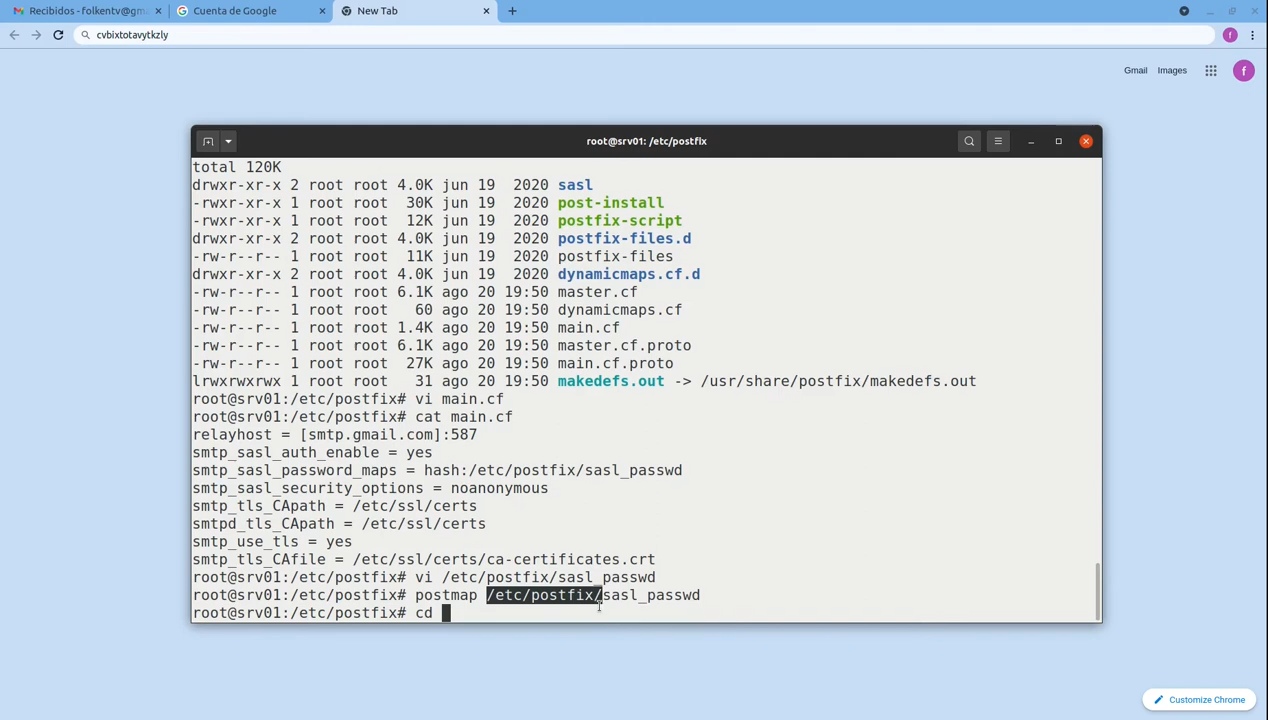 Recibidos - folkentv@gma
Cuenta de Google
New Tab
cvbixtotavytkzly
f
Gmail Images f
root@srv01: /etc/postfix
total 120K
drwxr-xr-x 2 root root 4.0K jun 19  2020 sasl
-rwxr-xr-x 1 root root  30K jun 19  2020 post-install
-rwxr-xr-x 1 root root  12K jun 19  2020 postfix-script
drwxr-xr-x 2 root root 4.0K jun 19  2020 postfix-files.d
-rw-r--r-- 1 root root  11K jun 19  2020 postfix-files
drwxr-xr-x 2 root root 4.0K jun 19  2020 dynamicmaps.cf.d
-rw-r--r-- 1 root root 6.1K ago 20 19:50 master.cf
-rw-r--r-- 1 root root   60 ago 20 19:50 dynamicmaps.cf
-rw-r--r-- 1 root root 1.4K ago 20 19:50 main.cf
-rw-r--r-- 1 root root 6.1K ago 20 19:50 master.cf.proto
-rw-r--r-- 1 root root  27K ago 20 19:50 main.cf.proto
lrwxrwxrwx 1 root root   31 ago 20 19:50 makedefs.out -> /usr/share/postfix/makedefs.out
root@srv01:/etc/postfix# vi main.cf
root@srv01:/etc/postfix# cat main.cf
relayhost = [smtp.gmail.com]:587
smtp_sasl_auth_enable = yes
smtp_sasl_password_maps = hash:/etc/postfix/sasl_passwd
smtp_sasl_security_options = noanonymous
smtp_tls_CApath = /etc/ssl/certs
smtpd_tls_CApath = /etc/ssl/certs
smtp_use_tls = yes
smtp_tls_CAfile = /etc/ssl/certs/ca-certificates.crt
root@srv01:/etc/postfix# vi /etc/postfix/sasl_passwd
root@srv01:/etc/postfix# postmap /etc/postfix/sasl_passwd
root@srv01:/etc/postfix# cd
Customize Chrome